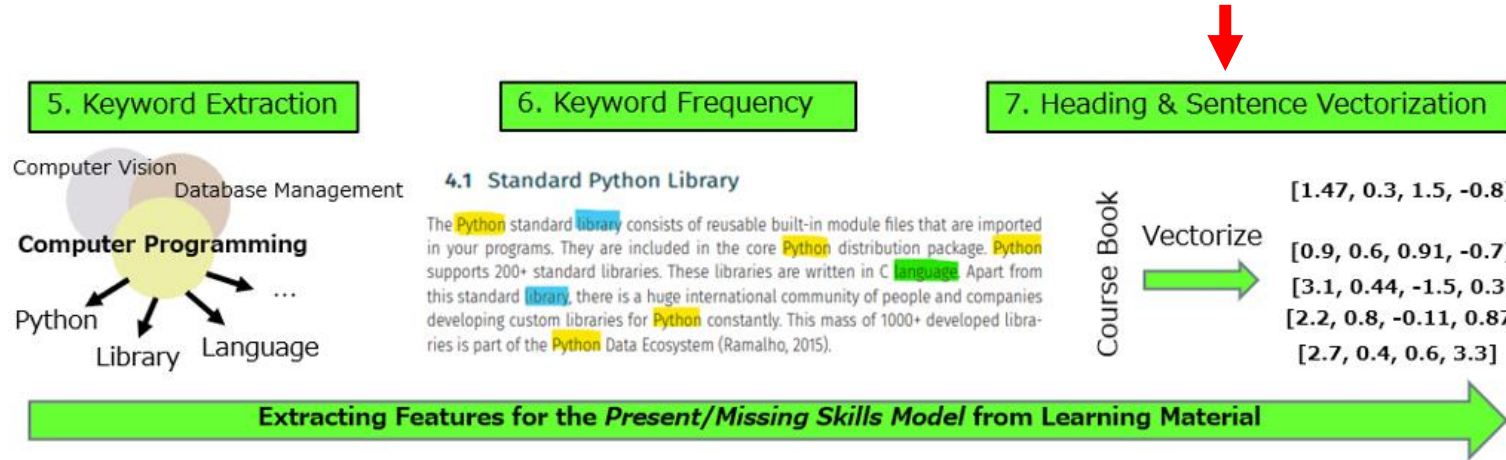 5. Keyword Extraction
6. Keyword Frequency
7. Heading & Sentence Vectorization
Computer Vision
Database Management
Computer Programming
Python
Library
Language
...
4.1 Standard Python Library
The Python standard library consists of reusable built-in module files that are imported
in your programs. They are included in the core Python distribution package. Python
supports 200+ standard libraries. These libraries are written in C language. Apart from
this standard library, there is a huge international community of people and companies
developing custom libraries for Python constantly. This mass of 1000+ developed libra-
ries is part of the Python Data Ecosystem (Ramalho, 2015).
Course Book
Vectorize
[1.47, 0.3, 1.5, -0.8]
[0.9, 0.6, 0.91, -0.7]
[3.1, 0.44, -1.5, 0.3
[2.2, 0.8, -0.11, 0.87
[2.7, 0.4, 0.6, 3.3]
Extracting Features for the Present/Missing Skills Model from Learning Material